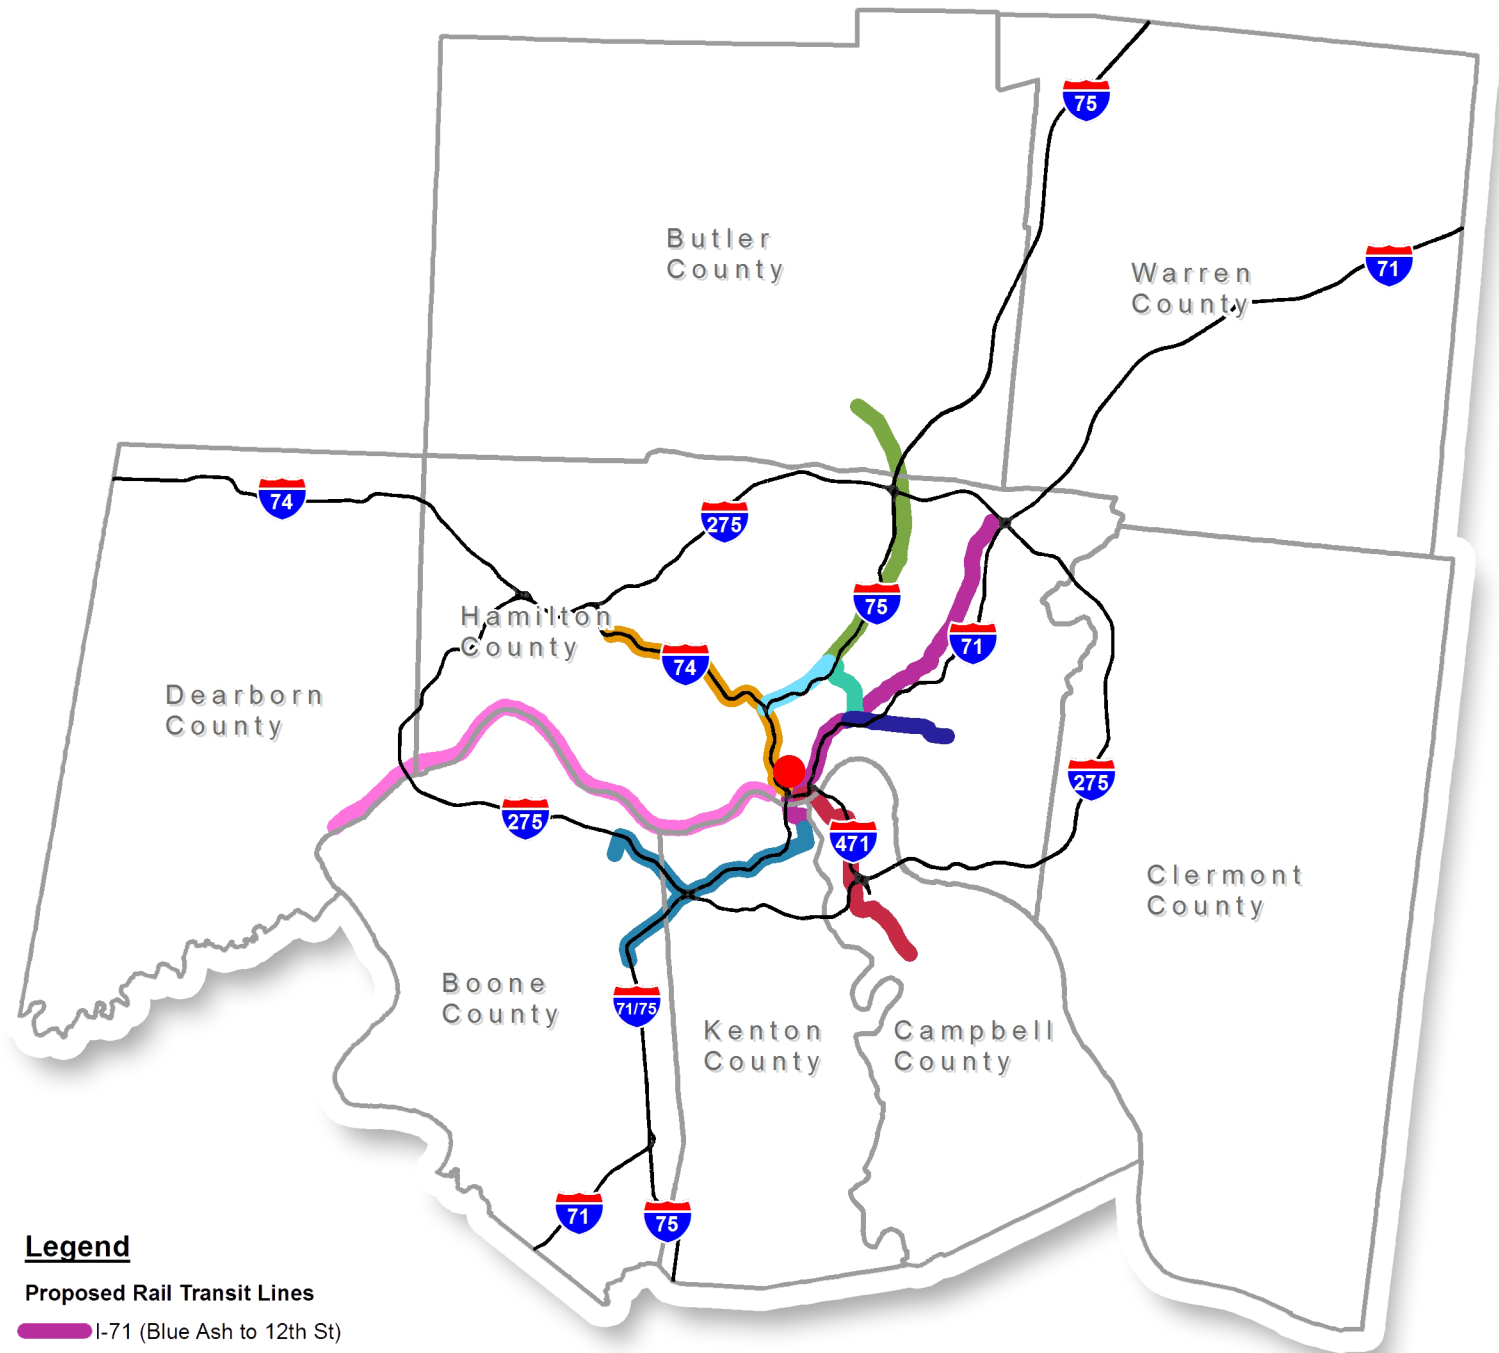 75
Butler
County
Warren
County
71
74
275
Hamilton
County
75
71
74
Dearborn
County
275
275
471
Clermont
County
Boone
County
71/75
Kenton
County
Campbell
County
71
75
Legend
Proposed Rail Transit Lines
I-71 (Blue Ash to 12th St)